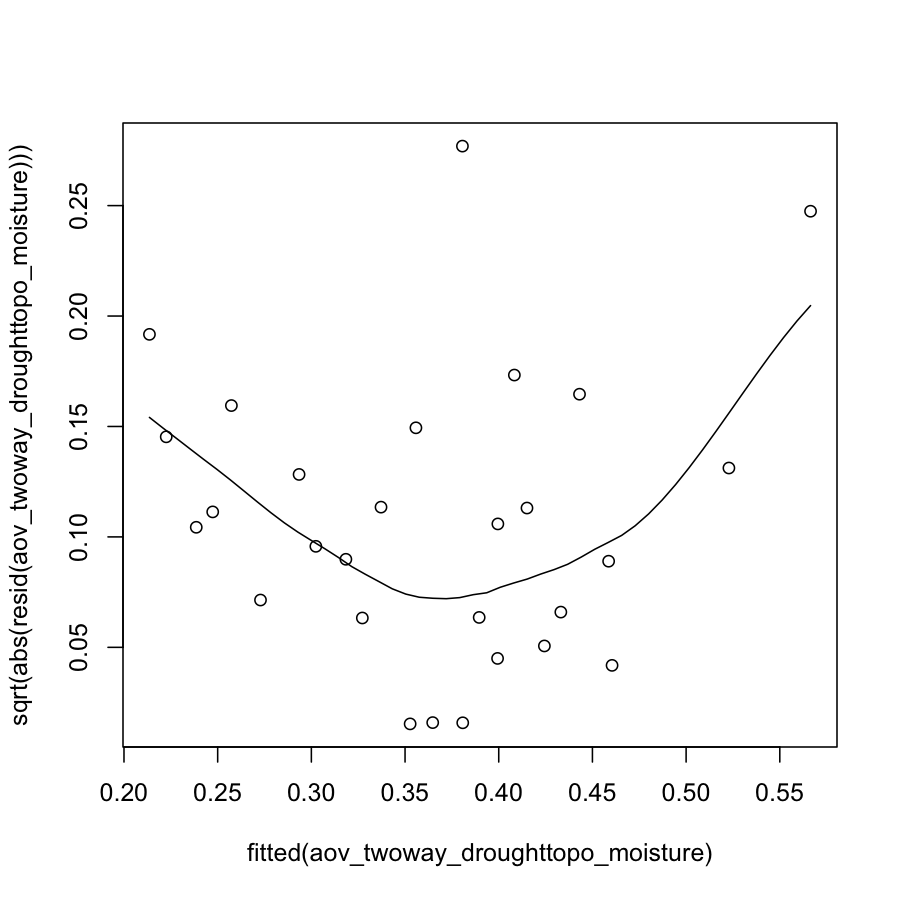 sqrt(abs(resid(aov_twoway_droughttopo_moisture)))
0.25
0.20
0.15
0.10
0.05
0.20 0.25 0.30 0.35 0.40 0.45 0.50 0.55
fitted(aov_twoway_droughttopo_moisture)